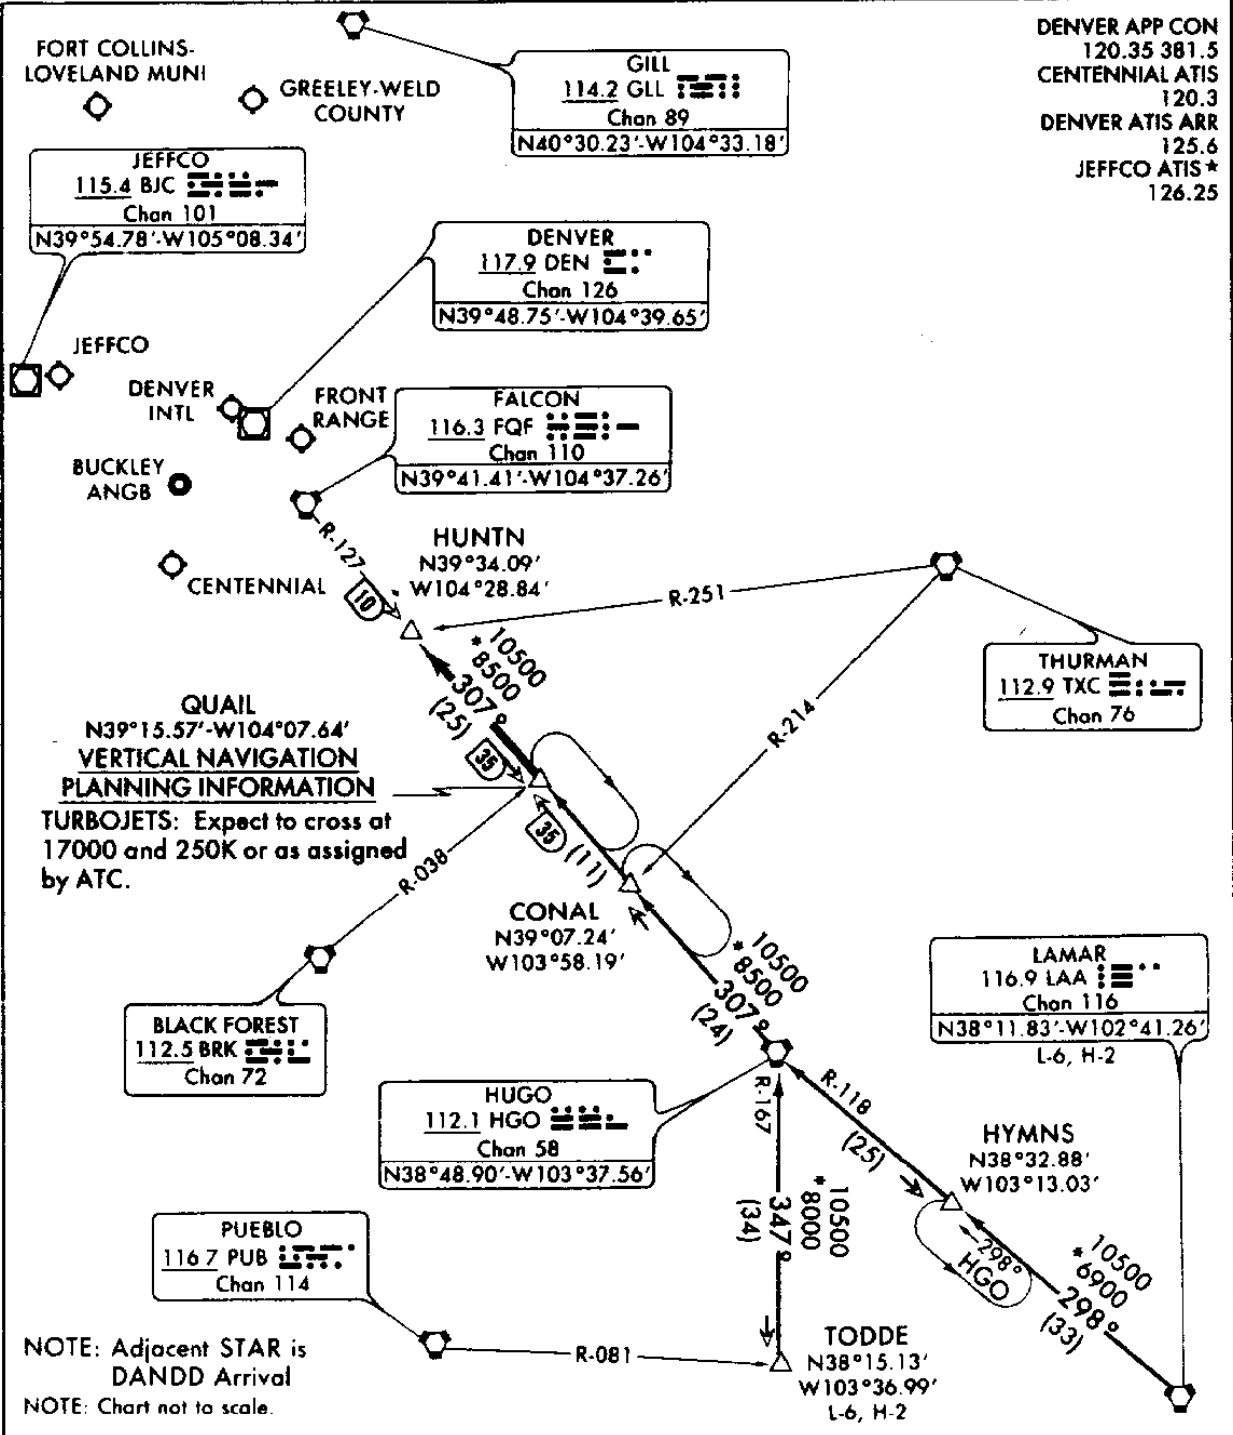 DENVER APP CON
120.35 381.5
CENTENNIAL ATIS
120.3
DENVER ATIS ARR
125.6
JEFFCO ATIS*
126.25
FORT COLLINS-
LOVELAND MUNI
GREELEY-WELD
COUNTY
GILL
114.2 GLL
Chan 89
N40°30.23'-W104°33.18'
JEFFCO
115.4 BJC
Chan 101
N39°54.78'-W105°08.34'
DENVER
117.9 DEN
Chan 126
N39°48.75'-W104°39.65'
JEFFCO
DENVER
INTL
FRONT
RANGE
FALCON
116.3 FQF
Chan 110
N39°41.41'-W104°37.26'
BUCKLEY
ANGB
CENTENNIAL
R-127
10
HUNTN
N39°34.09'
W104°28.84'
R-251
R-214
THURMAN
112.9 TXC
Chan 76
10500
*8500
307°
(25)
35
QUAIL
N39°15.57'-W104°07.64'
VERTICAL NAVIGATION
PLANNING INFORMATION
TURBOJETS: Expect to cross at
17000 and 250K or as assigned
by ATC.
R-038
35
(11)
CONAL
N39°07.24'
W103°58.19'
10500
*8500
307°
(24)
LAMAR
116.9 LAA
Chan 116
N38°11.83'-W102°41.26'
L-6, H-2
BLACK FOREST
112.5 BRK
Chan 72
HUGO
112.1 HGO
Chan 58
N38°48.90'-W103°37.56'
R-167
R-118
(25)
HYMNS
N38°32.88'
W103°13.03'
298°
HGO
10500
*6900
298°
(33)
10500
*8000
347°
(34)
PUEBLO
116 7 PUB
Chan 114
R-081
TODDE
N38°15.13'
W103°36.99'
L-6, H-2
NOTE: Adjacent STAR is
DANDD Arrival
NOTE: Chart not to scale.